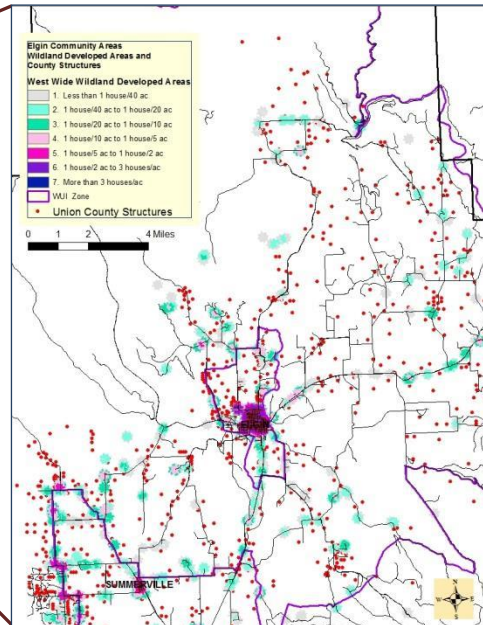 Elgin Community Areas
Wildland Developed Areas and
County Structures
West Wide Wildland Developed Areas
1. Less than 1 house/40 ac
2. 1 house/40 ac to 1 house/20 ac
3. 1 house/20 ac to 1 house/10 ac
4. 1 house/10 ac to 1 house/5 ac
5. 1 house/5 ac to 1 house/2 ac
6. 1 house/2 ac to 3 houses/ac
7. More than 3 houses/ac
WUI Zone
Union County Structures
0 1 2 4 Miles
ELGIN
SUMMERVILLE
N
W E
S